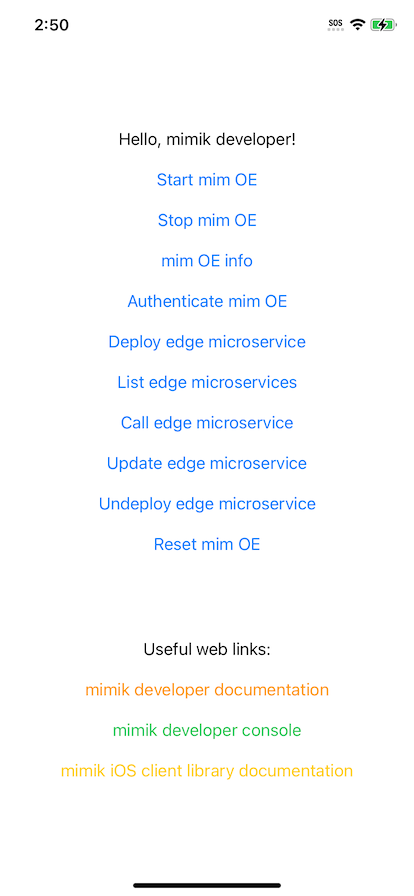 2:50
SOS
Hello, mimik developer!
Start mim OE
Stop mim OE
mim OE info
Authenticate mim OE
Deploy edge microservice
List edge microservices
Call edge microservice
Update edge microservice
Undeploy edge microservice
Reset mim OE
Useful web links:
mimik developer documentation
mimik developer console
mimik iOS client library documentation